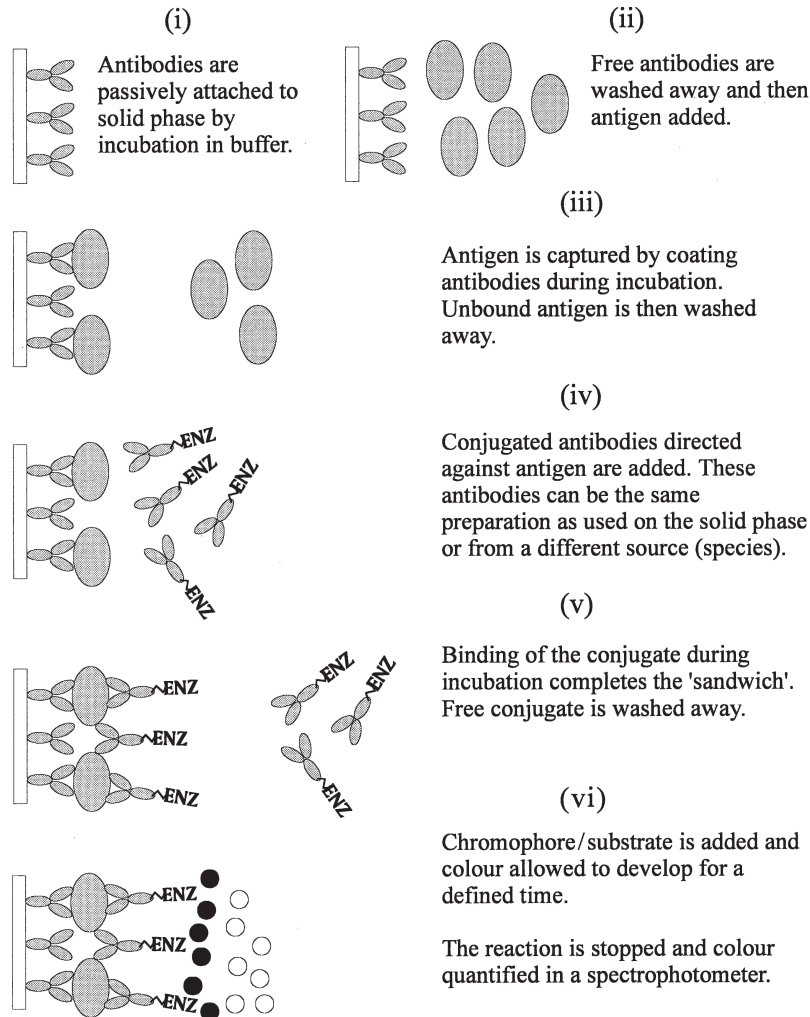 (i)
Antibodies are
passively attached to
solid phase by
incubation in buffer.
(ii)
Free antibodies are
washed away and then
antigen added.
(iii)
Antigen is captured by coating
antibodies during incubation.
Unbound antigen is then washed
away.
(iv)
ENZ
ENZ
ENZ
ENZ
Conjugated antibodies directed
against antigen are added. These
antibodies can be the same
preparation as used on the solid phase
or from a different source (species).
(v)
ENZ
ENZ
ENZ
ENZ
ENZ
ENZ
Binding of the conjugate during
incubation completes the 'sandwich'.
Free conjugate is washed away.
(vi)
ENZ
ENZ
ENZ
Chromophore/substrate is added and
colour allowed to develop for a
defined time.
The reaction is stopped and colour
quantified in a spectrophotometer.